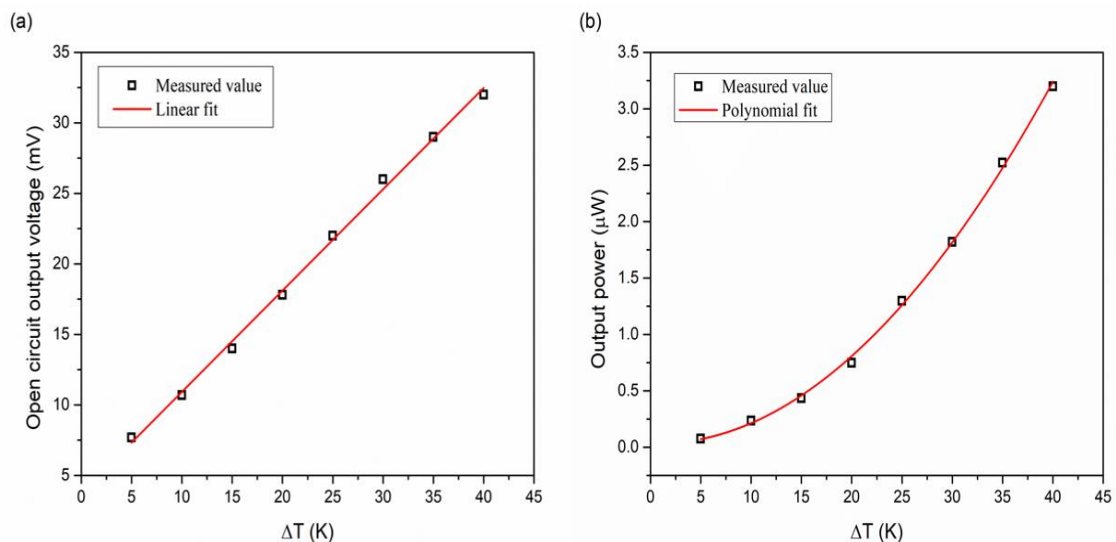 (a)
35
30
25
20
15
10
5
0 5 10 15 20 25 30 35 40 45
Open circuit output voltage (mV)
ΔT (K)
Measured value
Linear fit
(b)
3.5
3.0
2.5
2.0
1.5
1.0
0.5
0.0
0 5 10 15 20 25 30 35 40 45
Output power (μW)
ΔT (K)
Measured value
Polynomial fit